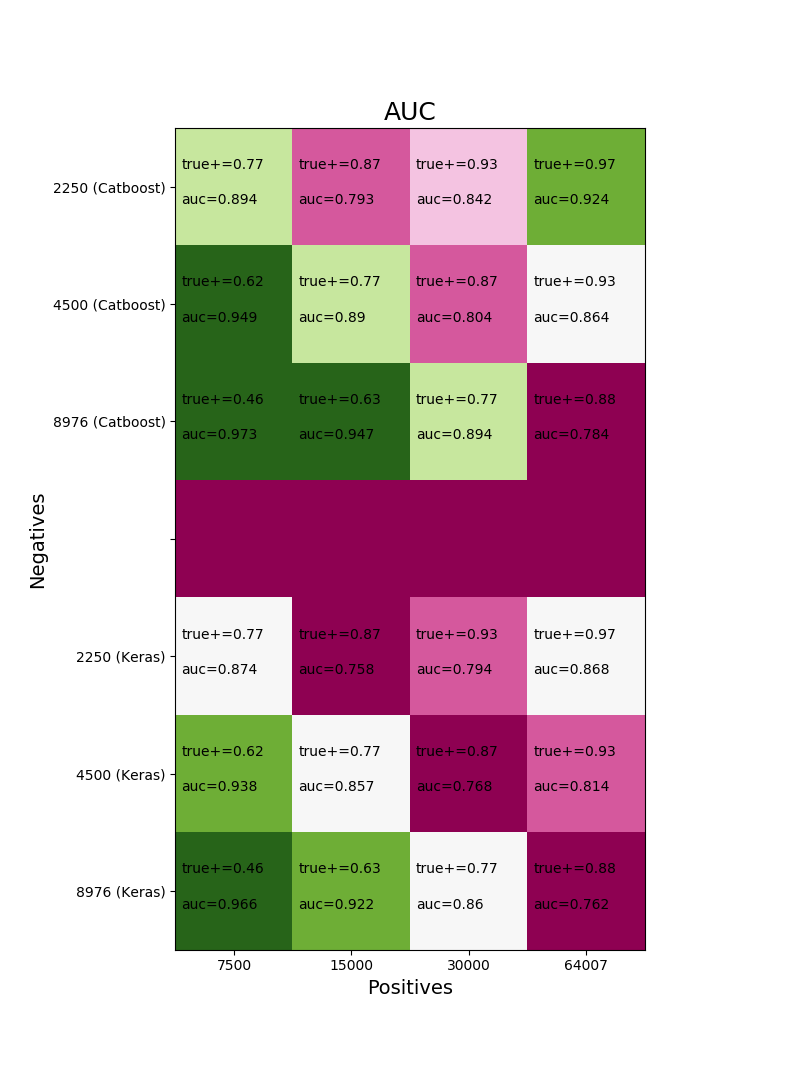 AUC
true+=0.77
true+=0.87
true+=0.93
true+=0.97
2250 (Catboost)
auc=0.894
auc=0.793
auc=0.842
auc=0.924
true+=0.62
true+=0.77
true+=0.87
true+=0.93
4500 (Catboost)
auc=0.949
auc=0.89
auc=0.804
auc=0.864
true+=0.46
true+=0.63
true+=0.77
true+=0.88
8976 (Catboost)
auc=0.973
auc=0.947
auc=0.894
auc=0.784
Negatives
true+=0.77
true+=0.87
true+=0.93
true+=0.97
2250 (Keras)
auc=0.874
auc=0.758
auc=0.794
auc=0.868
true+=0.62
true+=0.77
true+=0.87
true+=0.93
4500 (Keras)
auc=0.938
auc=0.857
auc=0.768
auc=0.814
true+=0.46
true+=0.63
true+=0.77
true+=0.88
8976 (Keras)
auc=0.966
auc=0.922
auc=0.86
auc=0.762
7500
15000
30000
64007
Positives